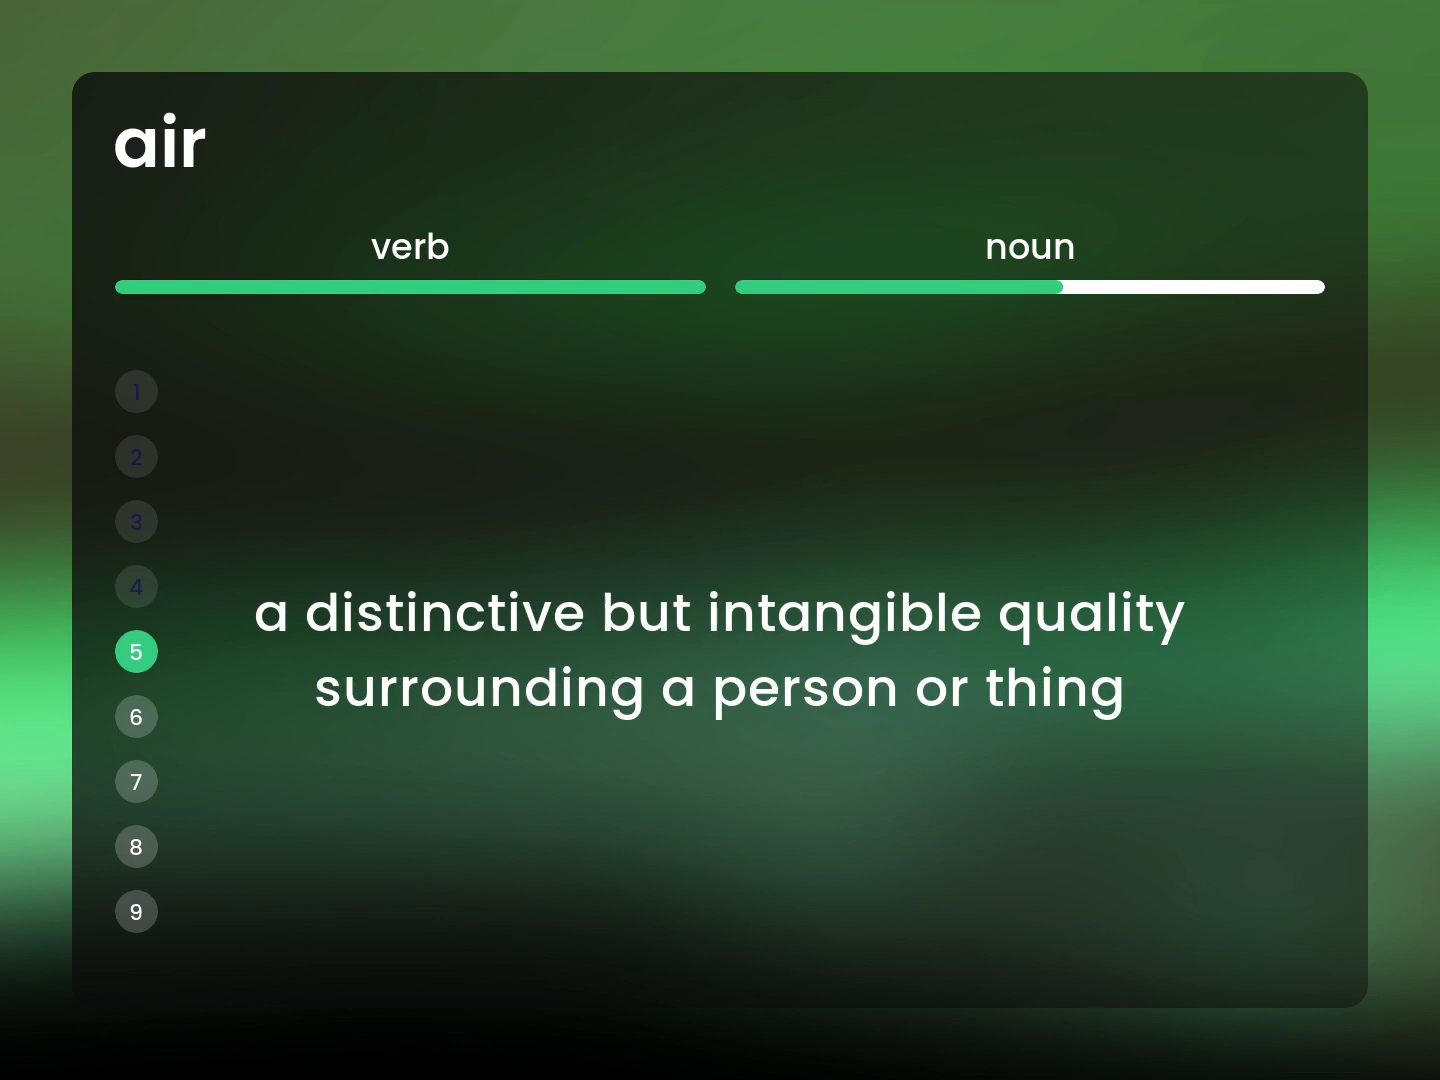 air
verb
noun
1
2
3
4
5
6
7
8
9
a distinctive but intangible quality
surrounding a person or thing